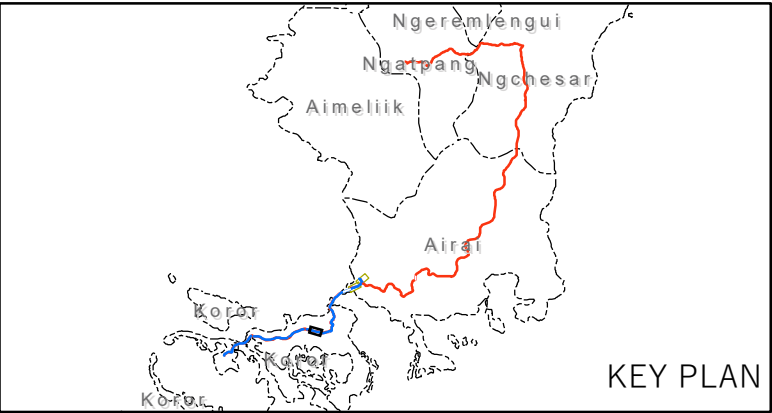 Ngeremlengui
Ngatpang
Ngchesar
Aimeliik
Airai
Koror
Koror
Koror
KEY PLAN